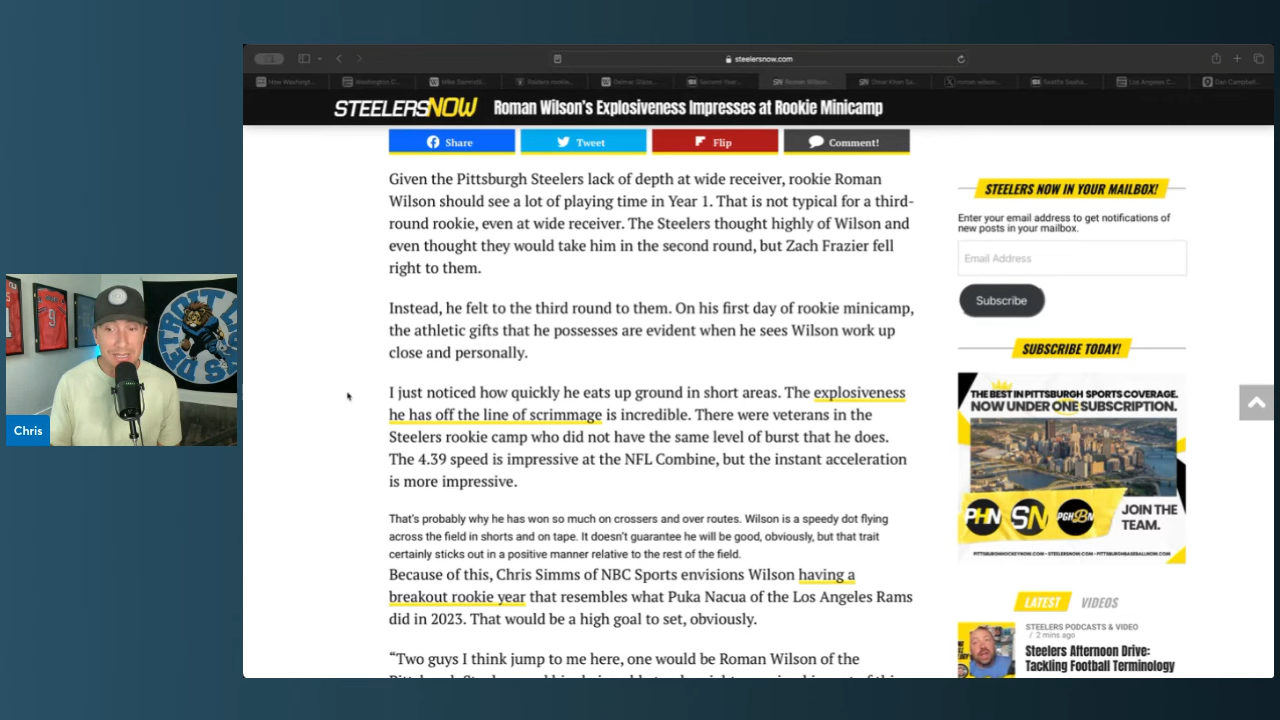 steelersnow.com
How Washingt...
Washington C...
Raiders rookie...
Second Year...
SN Roman Wilson...
SN Omar Khan Su...
roman wilson...
Seattle Seaha...
Los Angeles C...
Dan Campbell...
STEELERSNOW Roman Wilson's Explosiveness Impresses at Rookie Minicamp
Share Tweet Flip Comment!
Given the Pittsburgh Steelers lack of depth at wide receiver, rookie Roman
Wilson should see a lot of playing time in Year 1. That is not typical for a third-
round rookie, even at wide receiver. The Steelers thought highly of Wilson and
even thought they would take him in the second round, but Zach Frazier fell
right to them.
Instead, he felt to the third round to them. On his first day of rookie minicamp,
the athletic gifts that he possesses are evident when he sees Wilson work up
close and personally.
I just noticed how quickly he eats up ground in short areas. The explosiveness
he has off the line of scrimmage is incredible. There were veterans in the
Steelers rookie camp who did not have the same level of burst that he does.
The 4.39 speed is impressive at the NFL Combine, but the instant acceleration
is more impressive.
That's probably why he has won so much on crossers and over routes. Wilson is a speedy dot flying
across the field in shorts and on tape. It doesn't guarantee he will be good, obviously, but that trait
certainly sticks out in a positive manner relative to the rest of the field.
Because of this, Chris Simms of NBC Sports envisions Wilson having a
breakout rookie year that resembles what Puka Nacua of the Los Angeles Rams
did in 2023. That would be a high goal to set, obviously.
"Two guys I think jump to me here, one would be Roman Wilson of the
STEELERS NOW IN YOUR MAILBOX!
Enter your email address to get notifications of
new posts in your mailbox.
Email Address
Subscribe
SUBSCRIBE TODAY!
THE BEST IN PITTSBURGH SPORTS COVERAGE.
NOW UNDER ONE SUBSCRIPTION.
PHN SN PGHBN
JOIN THE
TEAM.
PITTSBURGHHOCKEYNOW.COM • STEELERSNOW.COM • PITTSBURGHBASEBALLNOW.COM
LATEST VIDEOS
STEELERS PODCASTS & VIDEO
/ 2 mins ago
Steelers Afternoon Drive:
Tackling Football Terminology
Chris
9
DETROIT LIONS